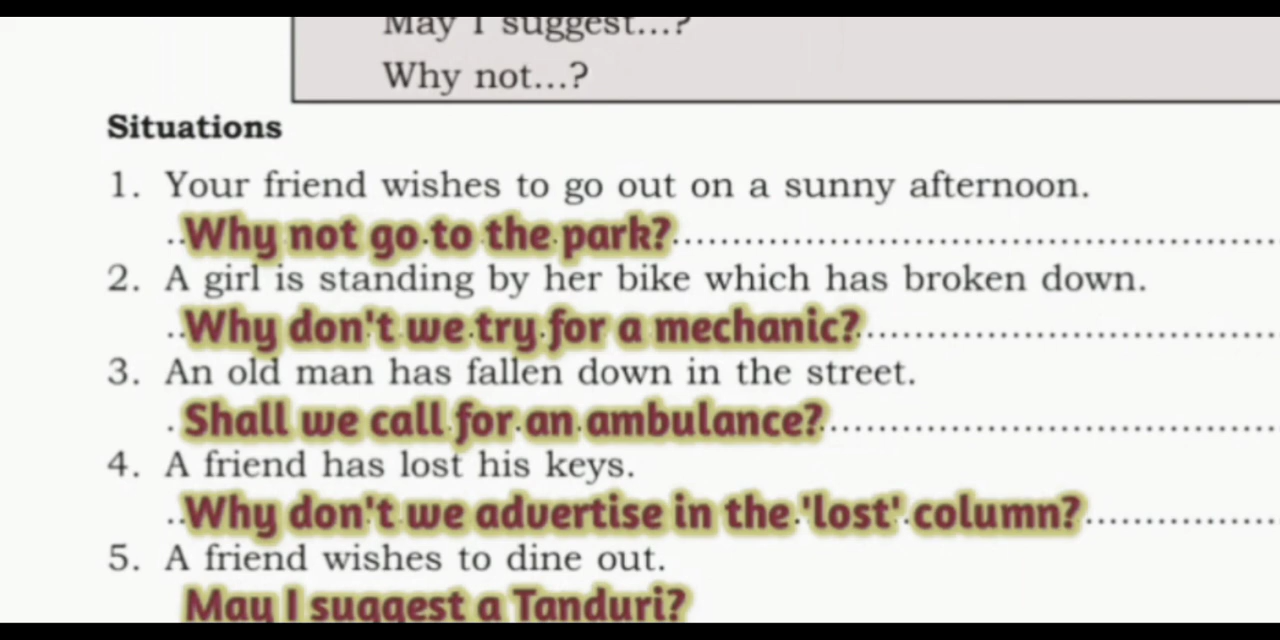 May I suggest...?
Why not...?
Situations
1. Your friend wishes to go out on a sunny afternoon.
Why not go to the park?
2. A girl is standing by her bike which has broken down.
Why don't we try for a mechanic?
3. An old man has fallen down in the street.
Shall we call for an ambulance?
4. A friend has lost his keys.
Why don't we advertise in the 'lost' column?
5. A friend wishes to dine out.
May I suggest a Tanduri?